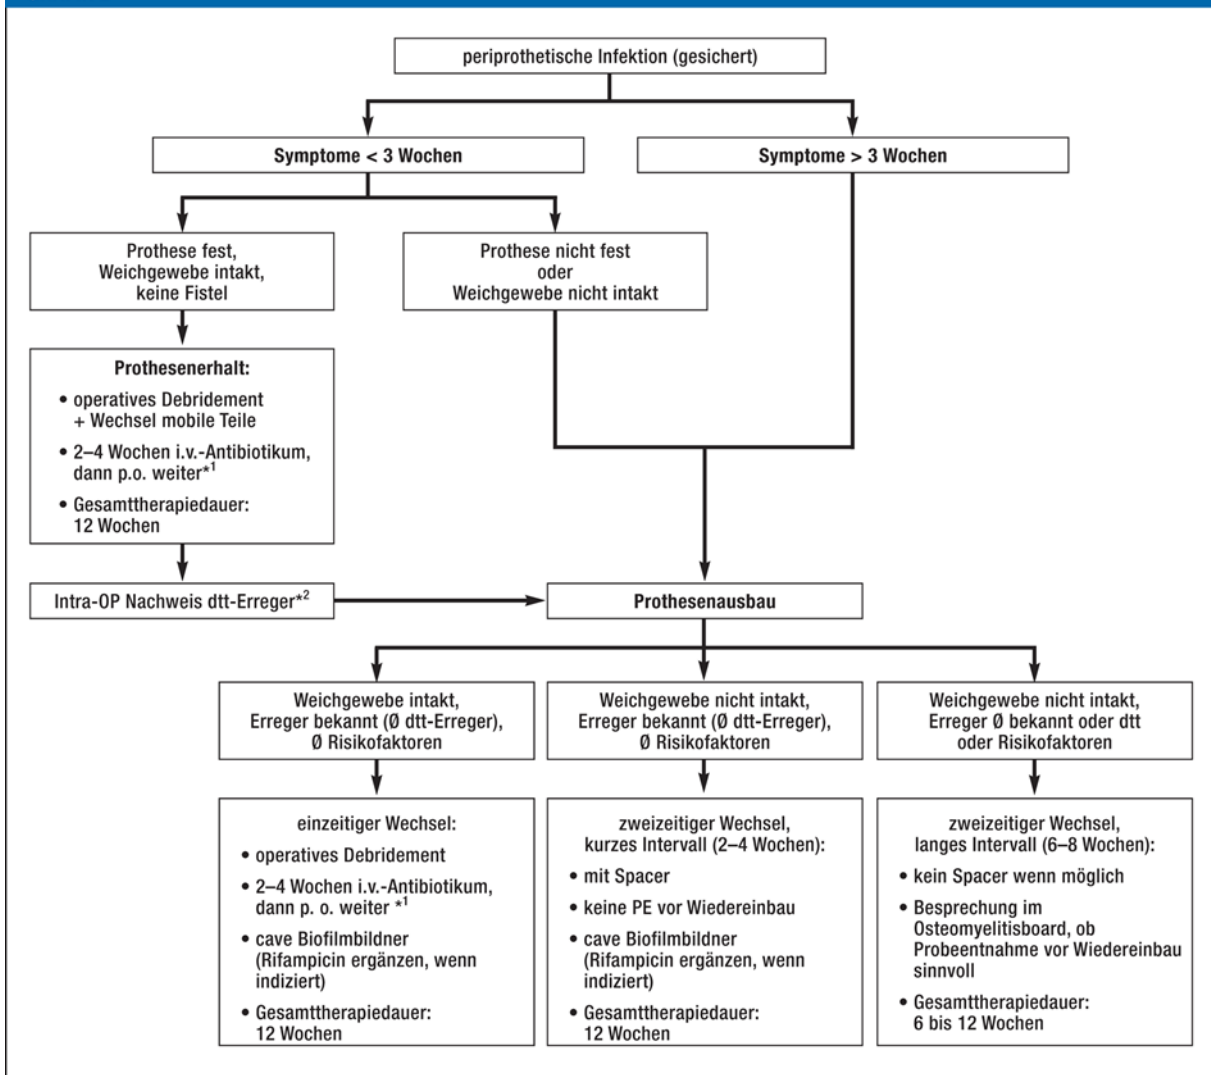 periprothetische Infektion (gesichert)
Symptome < 3 Wochen
Symptome > 3 Wochen
Prothese fest,
Weichgewebe intakt,
keine Fistel
Prothese nicht fest
oder
Weichgewebe nicht intakt
Prothesenerhalt:
• operatives Debridement
+ Wechsel mobile Teile
• 2–4 Wochen i.v.-Antibiotikum,
dann p.o. weiter*1
• Gesamttherapiedauer:
12 Wochen
Intra-OP Nachweis dtt-Erreger*2
Prothesenausbau
Weichgewebe intakt,
Erreger bekannt (Ø dtt-Erreger),
Ø Risikofaktoren
Weichgewebe nicht intakt,
Erreger bekannt (Ø dtt-Erreger),
Ø Risikofaktoren
Weichgewebe nicht intakt,
Erreger Ø bekannt oder dtt
oder Risikofaktoren
einzeitiger Wechsel:
• operatives Debridement
• 2–4 Wochen i.v.-Antibiotikum,
dann p. o. weiter *1
• cave Biofilmbildner
(Rifampicin ergänzen, wenn
indiziert)
• Gesamttherapiedauer:
12 Wochen
zweizeitiger Wechsel,
kurzes Intervall (2–4 Wochen):
• mit Spacer
• keine PE vor Wiedereinbau
• cave Biofilmbildner
(Rifampicin ergänzen, wenn
indiziert)
• Gesamttherapiedauer:
12 Wochen
zweizeitiger Wechsel,
langes Intervall (6–8 Wochen):
• kein Spacer wenn möglich
• Besprechung im
Osteomyelitisboard, ob
Probeentnahme vor Wiedereinbau
sinnvoll
• Gesamttherapiedauer:
6 bis 12 Wochen